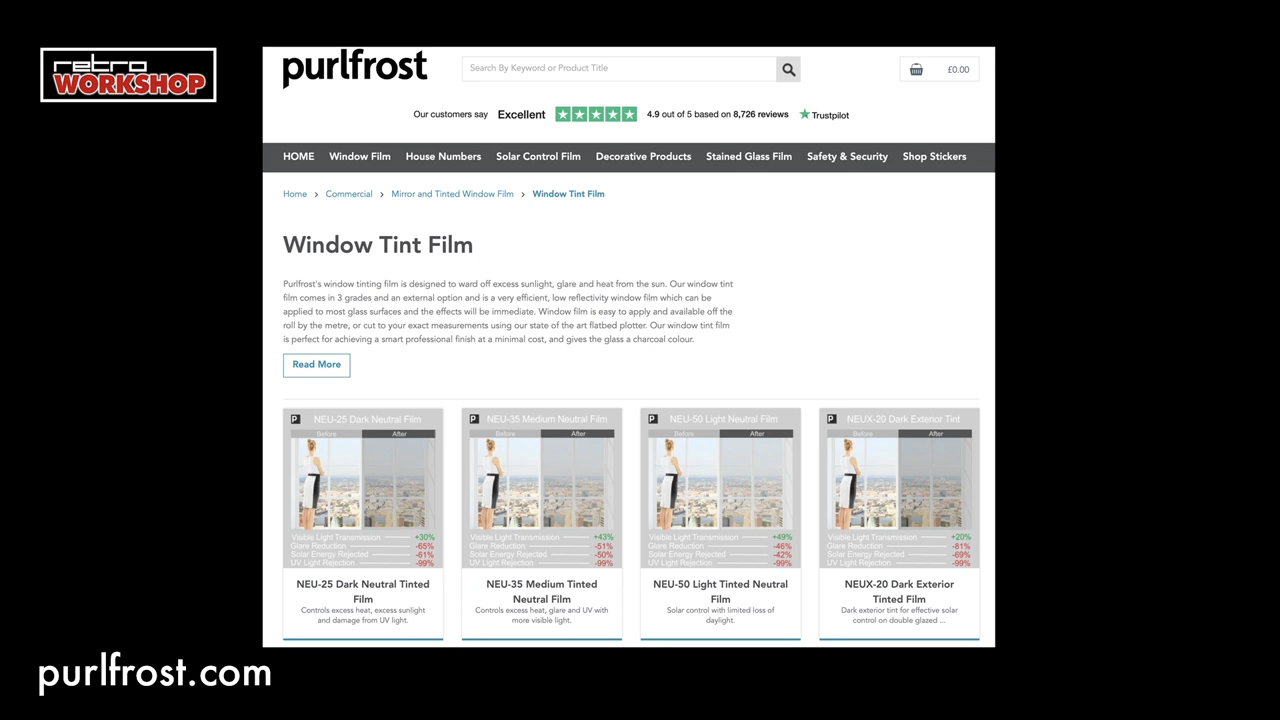 retro
WORKSHOP
purlfrost
Search By Keyword or Product Title
£0.00
Our customers say Excellent 4.9 out of 5 based on 8,726 reviews Trustpilot
HOME Window Film House Numbers Solar Control Film Decorative Products Stained Glass Film Safety & Security Shop Stickers
Home > Commercial > Mirror and Tinted Window Film > Window Tint Film
Window Tint Film
Purlfrost's window tinting film is designed to ward off excess sunlight, glare and heat from the sun. Our window tint
film comes in 3 grades and an external option and is a very efficient, low reflectivity window film which can be
applied to most glass surfaces and the effects will be immediate. Window film is easy to apply and available off the
roll by the metre, or cut to your exact measurements using our state of the art flatbed plotter. Our window tint film
is perfect for achieving a smart professional finish at a minimal cost, and gives the glass a charcoal colour.
Read More
P NEU-25 Dark Neutral Film
Before After
Visible Light Transmission +30%
Glare Reduction -65%
Solar Energy Rejected -61%
UV Light Rejection -99%
NEU-25 Dark Neutral Tinted
Film
Controls excess heat, excess sunlight
and damage from UV light.
P NEU-35 Medium Neutral Film
Before After
Visible Light Transmission +43%
Glare Reduction -51%
Solar Energy Rejected -50%
UV Light Rejection -99%
NEU-35 Medium Tinted
Neutral Film
Controls excess heat, glare and UV with
more visible light.
P NEU-50 Light Neutral Film
Before After
Visible Light Transmission +49%
Glare Reduction -46%
Solar Energy Rejected -42%
UV Light Rejection -99%
NEU-50 Light Tinted Neutral
Film
Solar control with limited loss of
daylight.
P NEUX-20 Dark Exterior Tint
Before After
Visible Light Transmission +20%
Glare Reduction -81%
Solar Energy Rejected -69%
UV Light Rejection -99%
NEUX-20 Dark Exterior
Tinted Film
Dark exterior tint for effective solar
control on double glazed ...
purlfrost.com